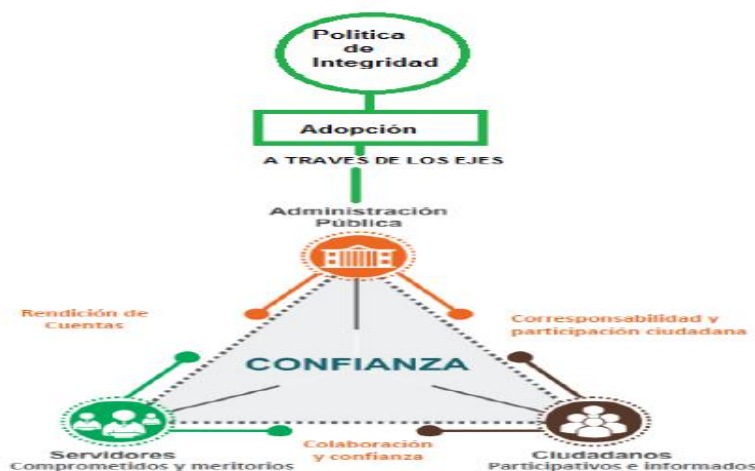 Politica
de
Integridad
Adopción
A TRAVES DE LOS EJES
Administración
Pública
Rendición de
Cuentas
Corresponsabilidad y
participación ciudadana
CONFIANZA
Servidores
Comprometidos y meritorios
Colaboración
y confianza
Ciudadanos
Participativos e informados